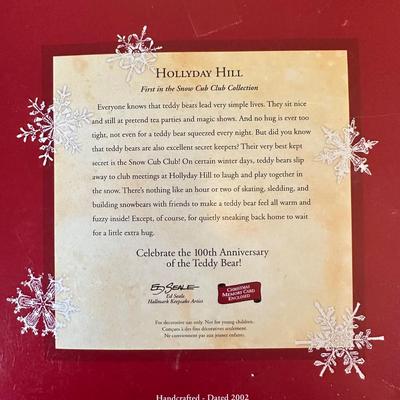 HOLLYDAY HILL
First in the Snow Cub Club Collection
Everyone knows that teddy bears lead very simple lives. They sit nice
and still at pretend tea parties and magic shows. And no hug is ever too
tight, not even for a teddy bear squeezed every night. But did you know
that teddy bears are also excellent secret keepers? Their very best kept
secret is the Snow Cub Club! On certain winter days, teddy bears slip
away to club meetings at Hollyday Hill to laugh and play together in
the snow. There's nothing like an hour or two of skating, sledding, and
building snowbears with friends to make a teddy bear feel all warm and
fuzzy inside! Except, of course, for quietly sneaking back home to wait
for a little extra hug.
Celebrate the 100th Anniversary
of the Teddy Bear!
ED SEALE
Ed Seale
Hallmark Keepsake Artist
CHRISTMAS
MEMORY CARD
ENCLOSED
For decorative use only. Not for young children.
Conçues à des fins décoratives seulement.
Ne conviennent pas aux jeunes enfants.
Handcrafted - Dated 2002